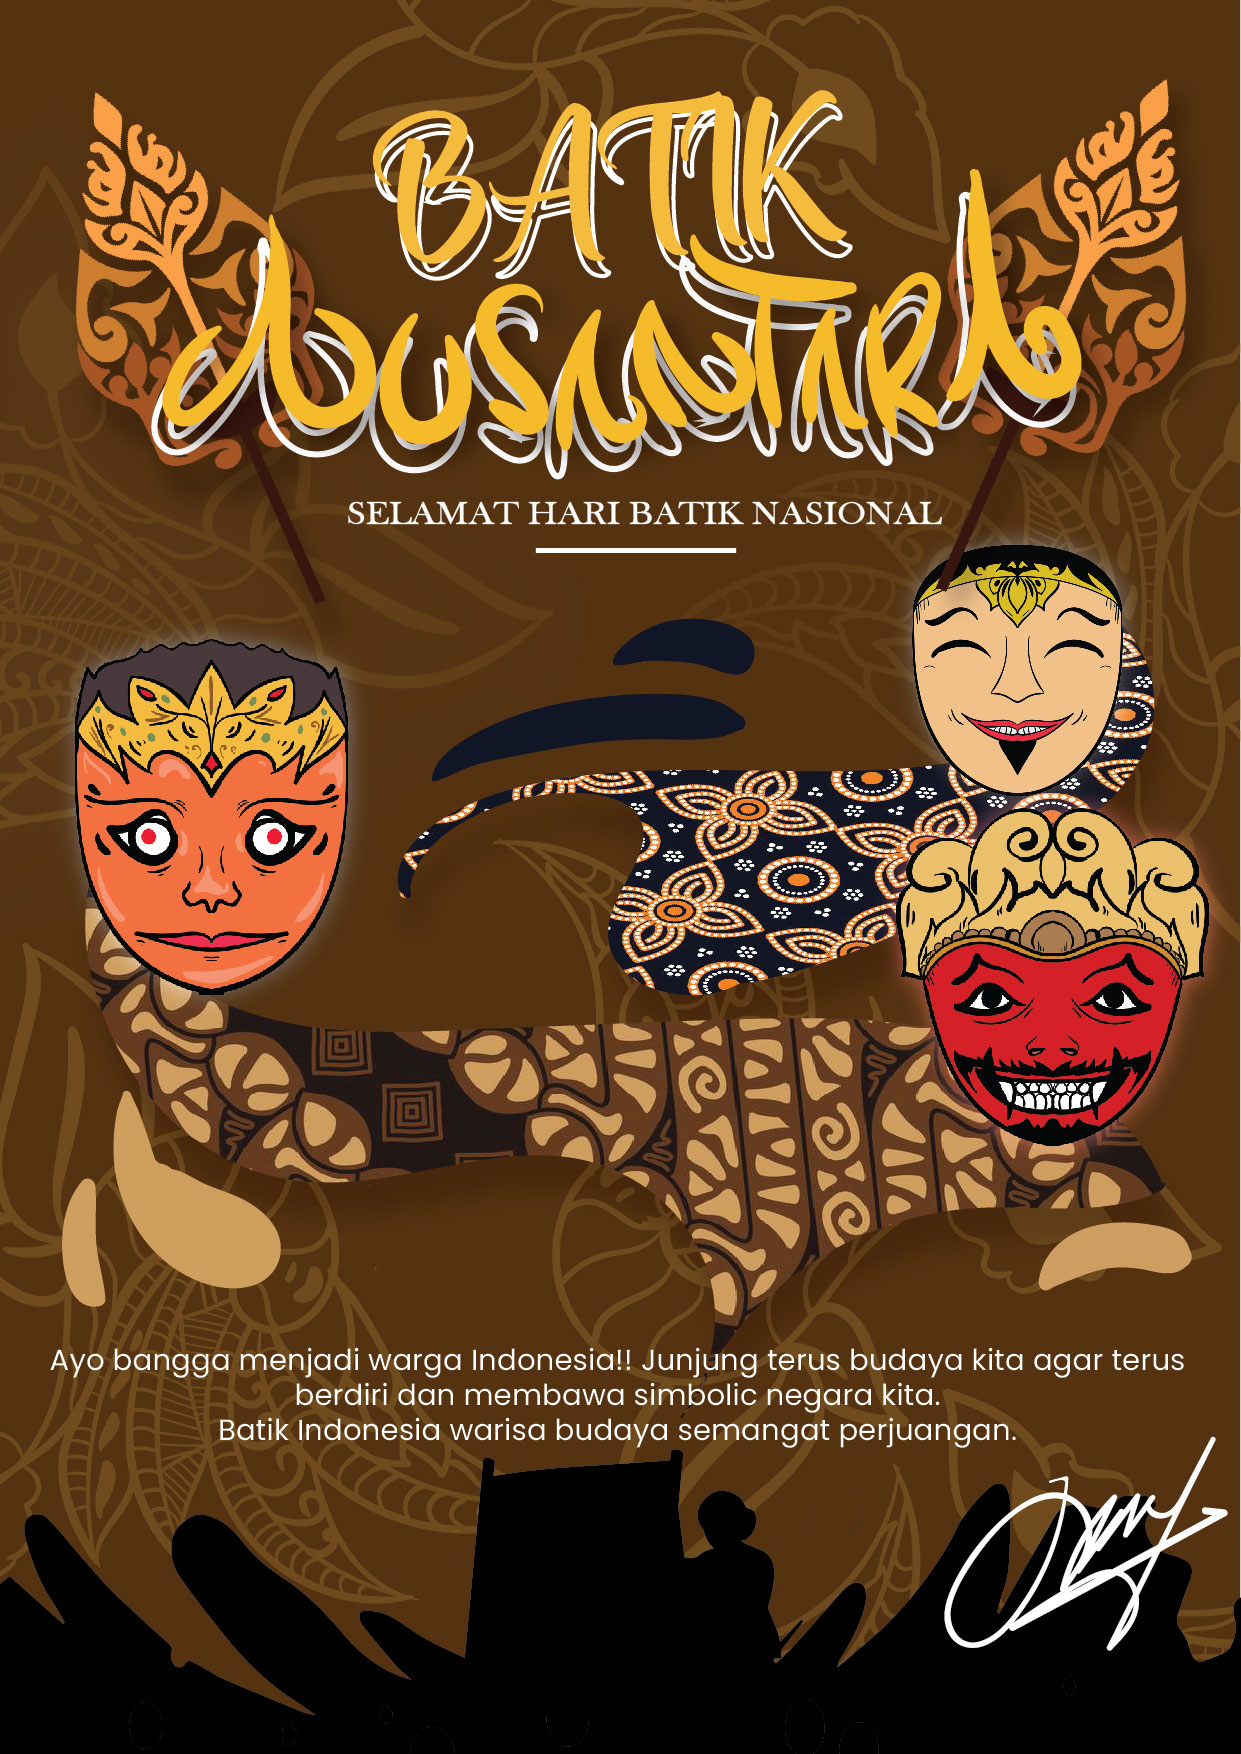 BATIK
NUSANTARA
SELAMAT HARI BATIK NASIONAL
Ayo bangga menjadi warga Indonesia!! Junjung terus budaya kita agar terus
berdiri dan membawa simbolic negara kita.
Batik Indonesia warisa budaya semangat perjuangan.